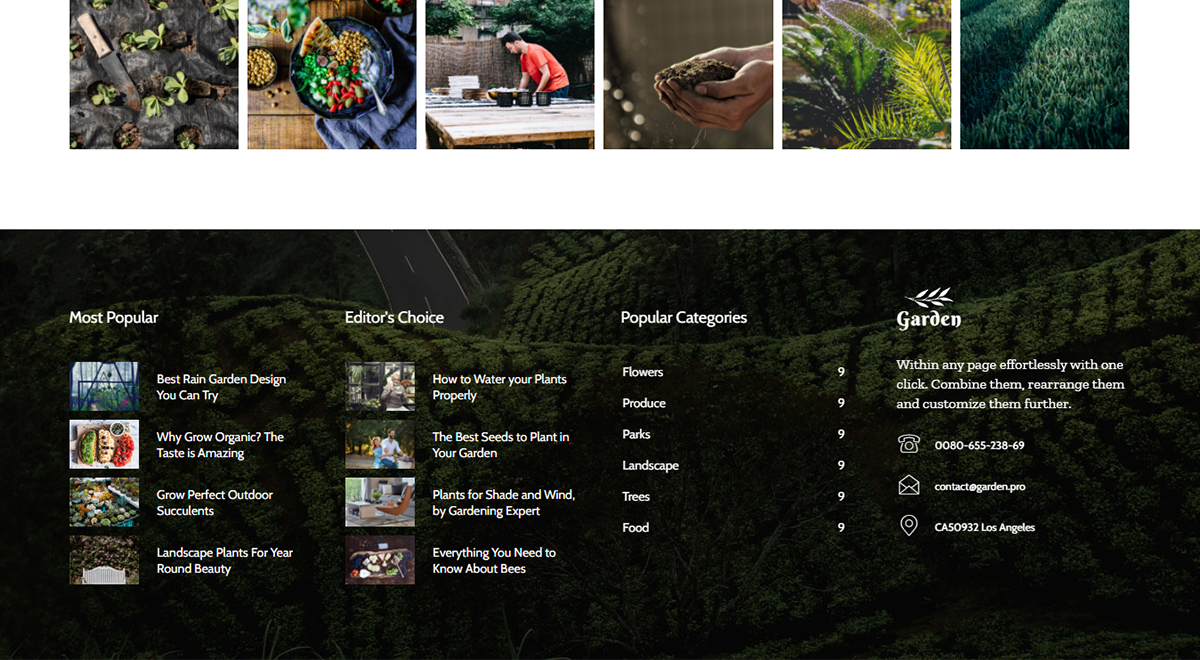 Most Popular
Best Rain Garden Design
You Can Try
Why Grow Organic? The
Taste is Amazing
Grow Perfect Outdoor
Succulents
Landscape Plants For Year
Round Beauty
Editor's Choice
How to Water your Plants
Properly
The Best Seeds to Plant in
Your Garden
Plants for Shade and Wind,
by Gardening Expert
Everything You Need to
Know About Bees
Popular Categories
Flowers 9
Produce 9
Parks 9
Landscape 9
Trees 9
Food 9
Garden
Within any page effortlessly with one
click. Combine them, rearrange them
and customize them further.
0080-655-238-69
contact@garden.pro
CA50932 Los Angeles